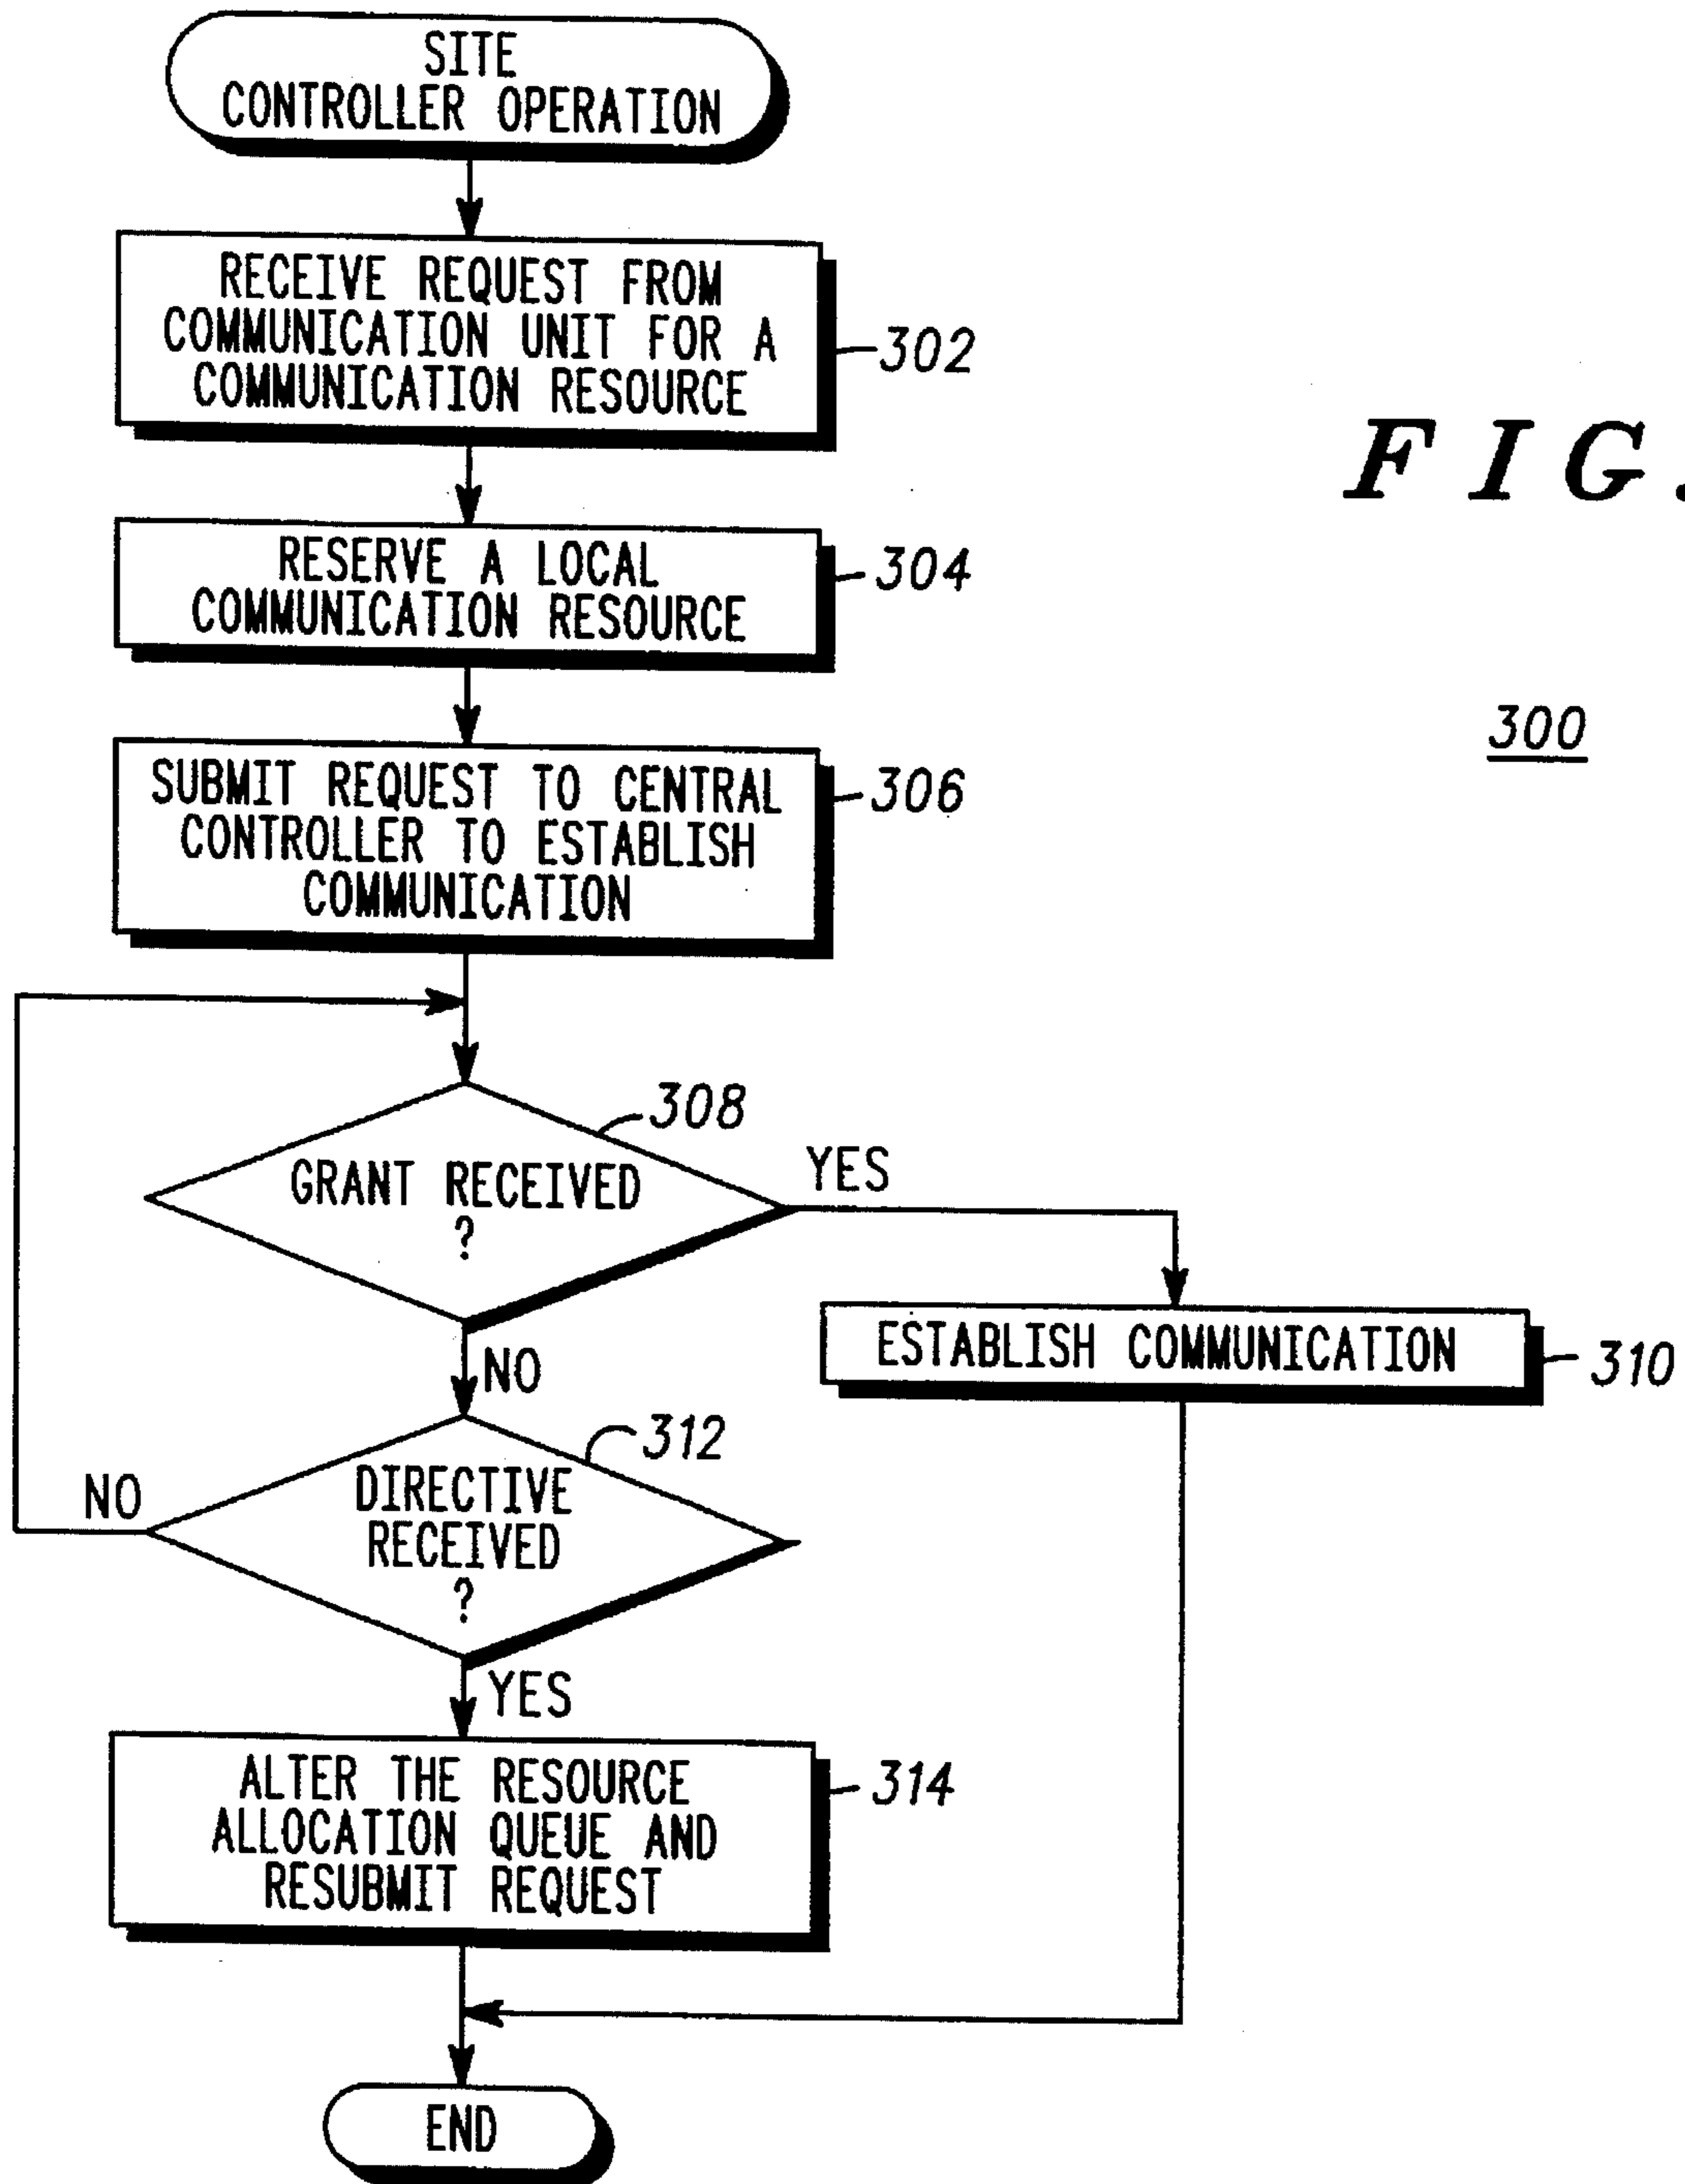 SITE
CONTROLLER OPERATION
RECEIVE REQUEST FROM
COMMUNICATION UNIT FOR A
COMMUNICATION RESOURCE
302
FIG.
RESERVE A LOCAL
COMMUNICATION RESOURCE
304
300
SUBMIT REQUEST TO CENTRAL
CONTROLLER TO ESTABLISH
COMMUNICATION
306
308
GRANT RECEIVED
?
YES
NO
ESTABLISH COMMUNICATION
310
312
DIRECTIVE
RECEIVED
?
NO
YES
ALTER THE RESOURCE
ALLOCATION QUEUE AND
RESUBMIT REQUEST
314
END